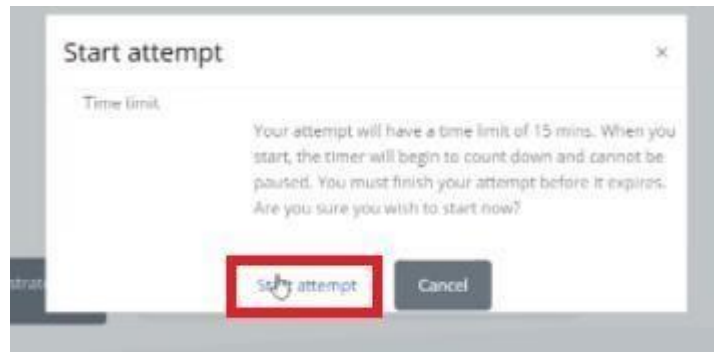 Start attempt ×
Time limit
Your attempt will have a time limit of 15 mins. When you
start, the timer will begin to count down and cannot be
paused. You must finish your attempt before it expires.
Are you sure you wish to start now?
Start attempt
Cancel